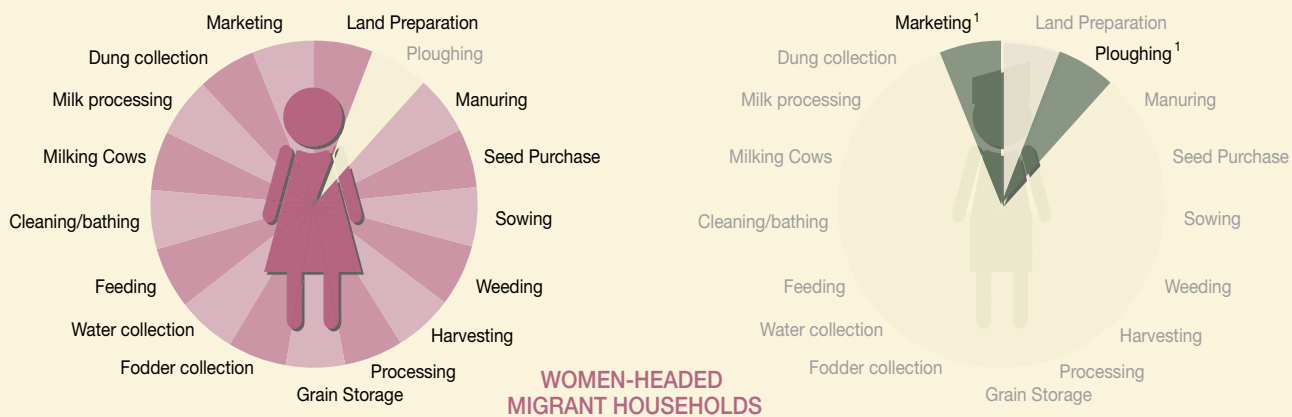 Marketing
Land Preparation
Ploughing
Manuring
Seed Purchase
Sowing
Weeding
Harvesting
Processing
Grain Storage
Fodder collection
Water collection
Feeding
Cleaning/bathing
Milking Cows
Milk processing
Dung collection
WOMEN-HEADED
MIGRANT HOUSEHOLDS
Marketing¹
Land Preparation
Ploughing¹
Manuring
Seed Purchase
Sowing
Weeding
Harvesting
Processing
Grain Storage
Fodder collection
Water collection
Feeding
Cleaning/bathing
Milking Cows
Milk processing
Dung collection